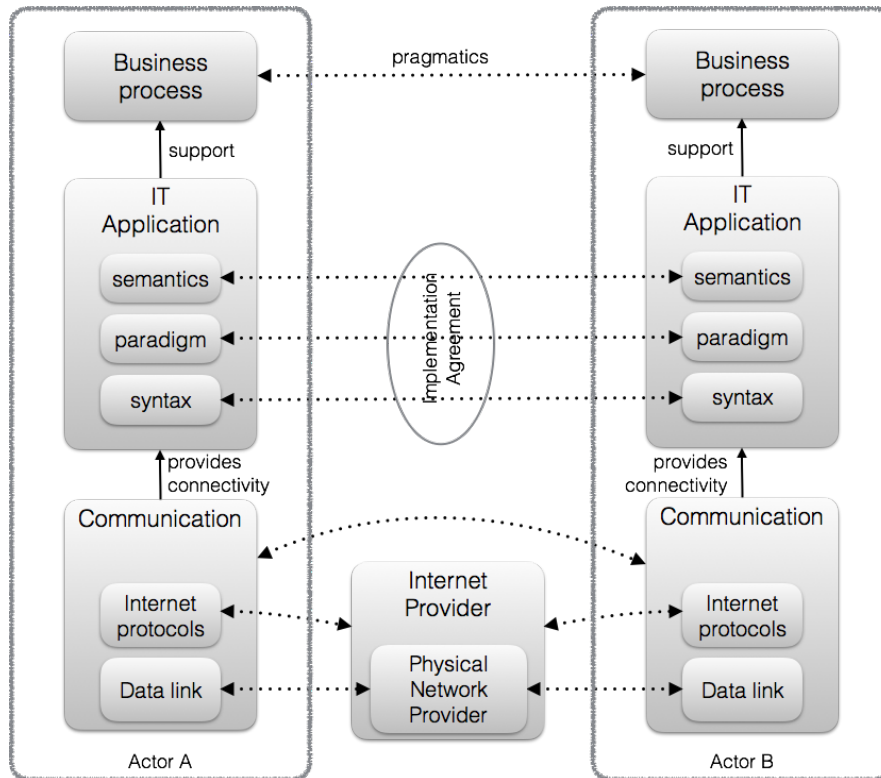 Business
process
pragmatics
Business
process
support
support
IT
Application
IT
Application
semantics
semantics
Implementation
Agreement
paradigm
paradigm
syntax
syntax
provides
connectivity
provides
connectivity
Communication
Communication
Internet
Provider
Internet
protocols
Internet
protocols
Physical
Network
Provider
Data link
Data link
Actor A
Actor B